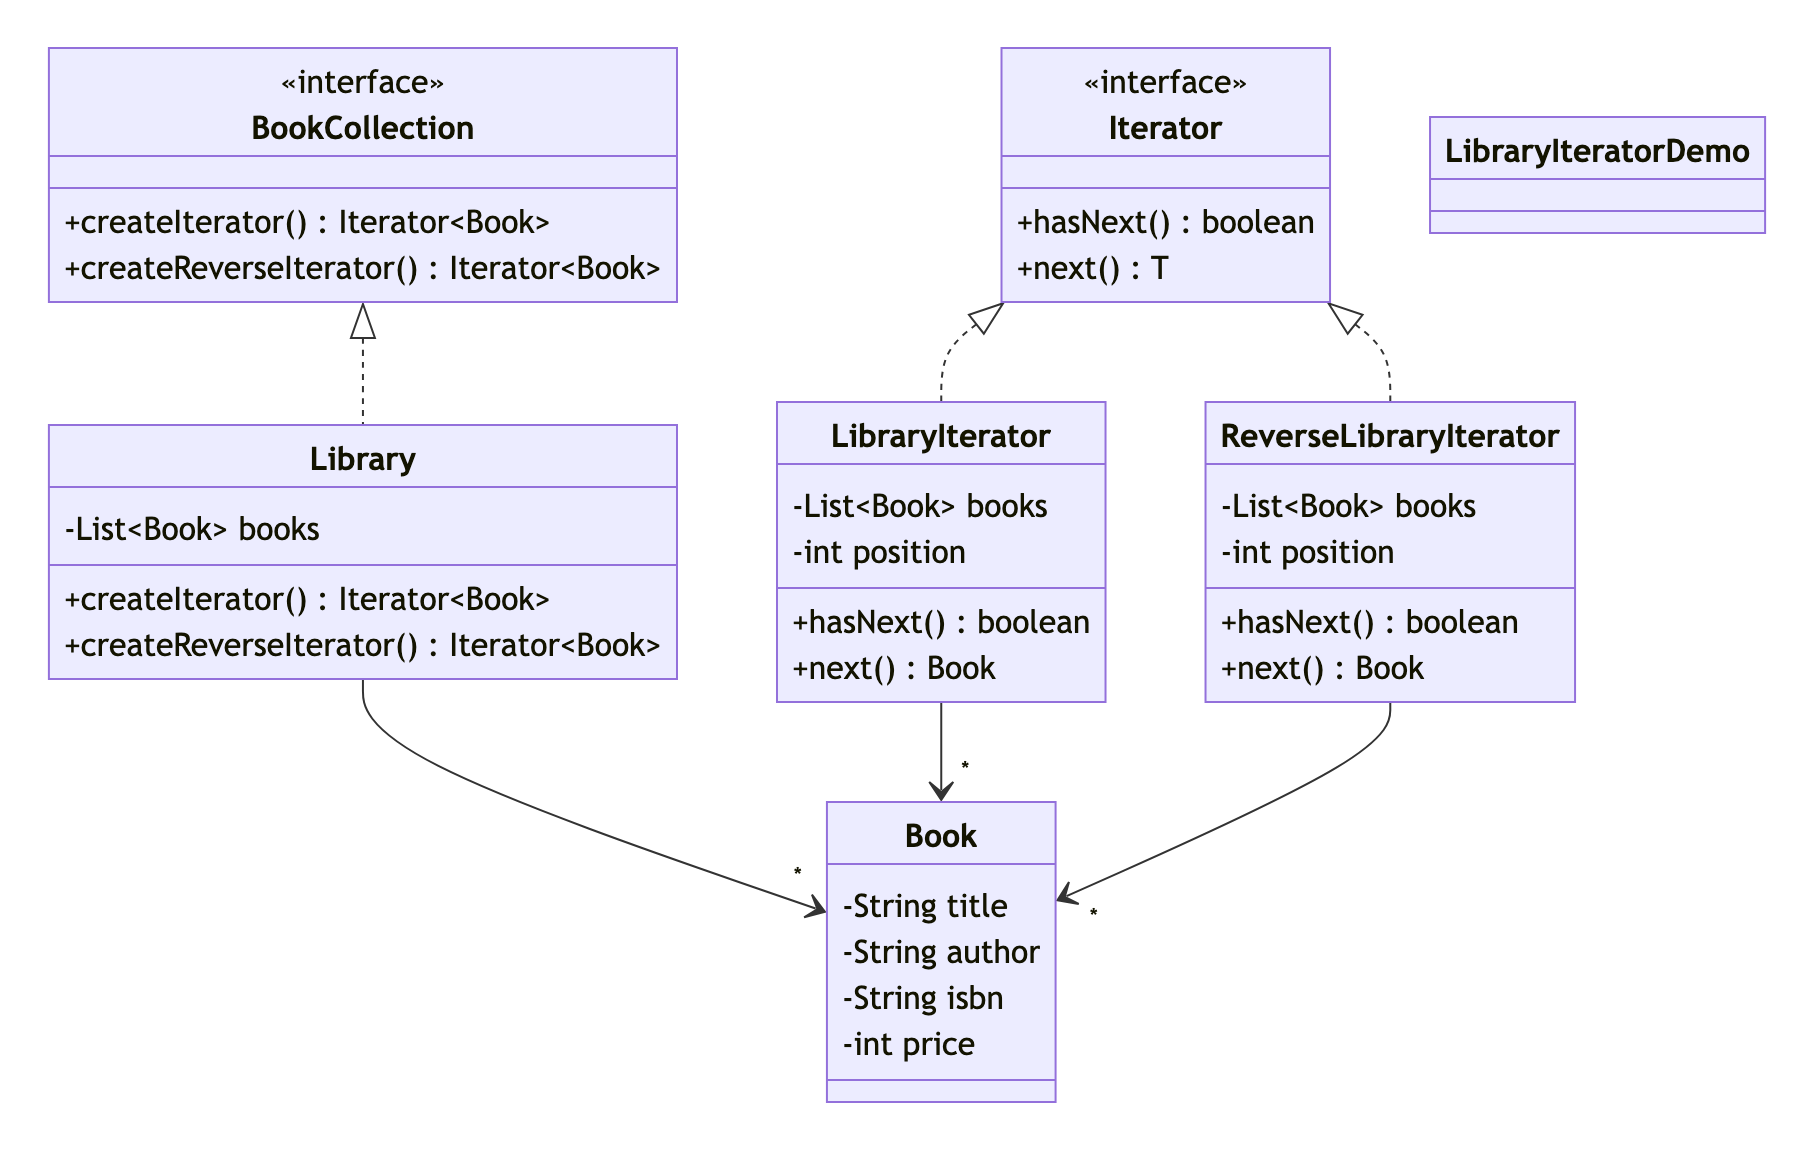 «interface»
BookCollection
+createIterator() : Iterator<Book>
+createReverseIterator() : Iterator<Book>
«interface»
Iterator
+hasNext() : boolean
+next() : T
LibraryIteratorDemo
Library
-List<Book> books
+createIterator() : Iterator<Book>
+createReverseIterator() : Iterator<Book>
LibraryIterator
-List<Book> books
-int position
+hasNext() : boolean
+next() : Book
ReverseLibraryIterator
-List<Book> books
-int position
+hasNext() : boolean
+next() : Book
*
*
*
Book
-String title
-String author
-String isbn
-int price